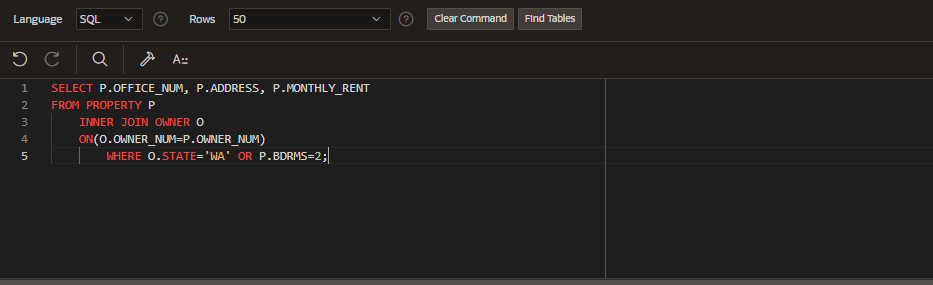 Language SQL Rows 50 Clear Command Find Tables
A::
1 SELECT P.OFFICE_NUM, P.ADDRESS, P.MONTHLY_RENT
2 FROM PROPERTY P
3 INNER JOIN OWNER O
4 ON(O.OWNER_NUM=P.OWNER_NUM)
5 WHERE O.STATE='WA' OR P.BDRMS=2;